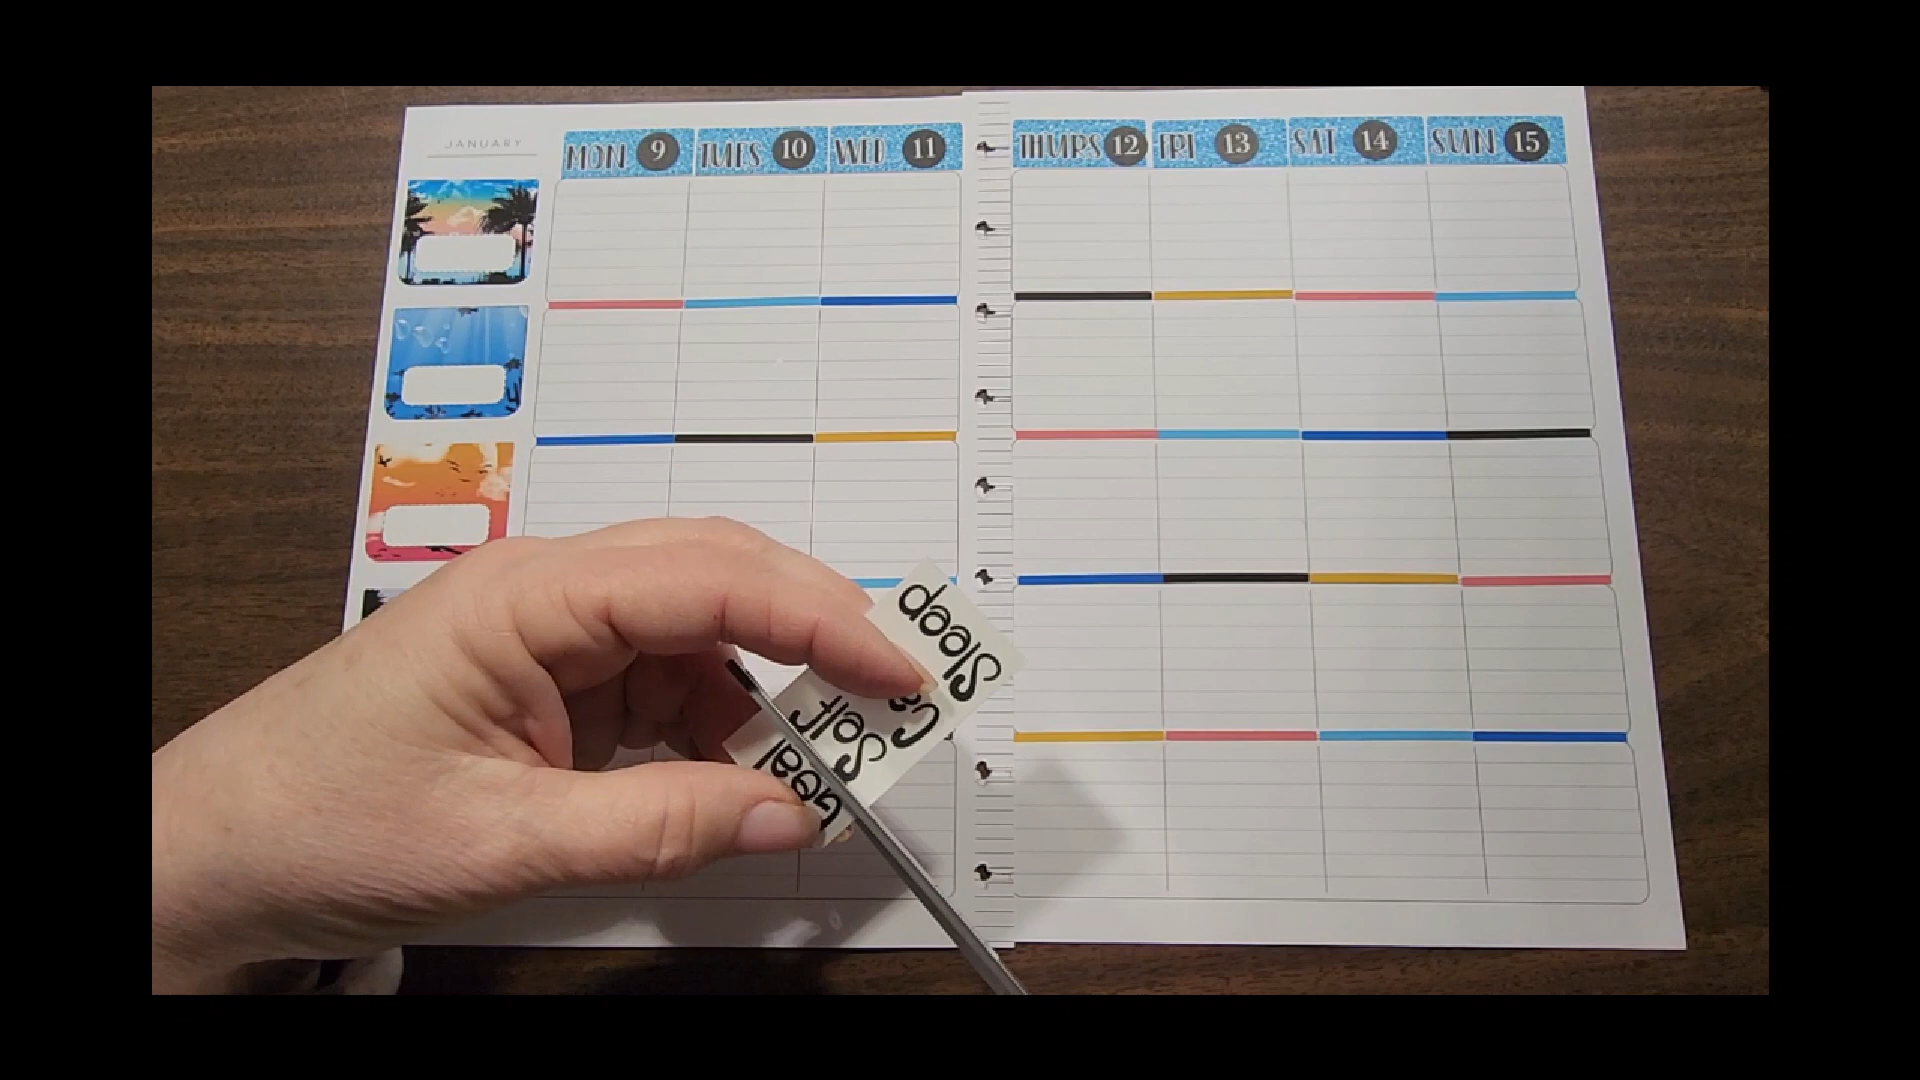 JANUARY
MON 9 TUES 10 WED 11 THURS 12 FRI 13 SAT 14 SUN 15
Sleep
Self
Goal